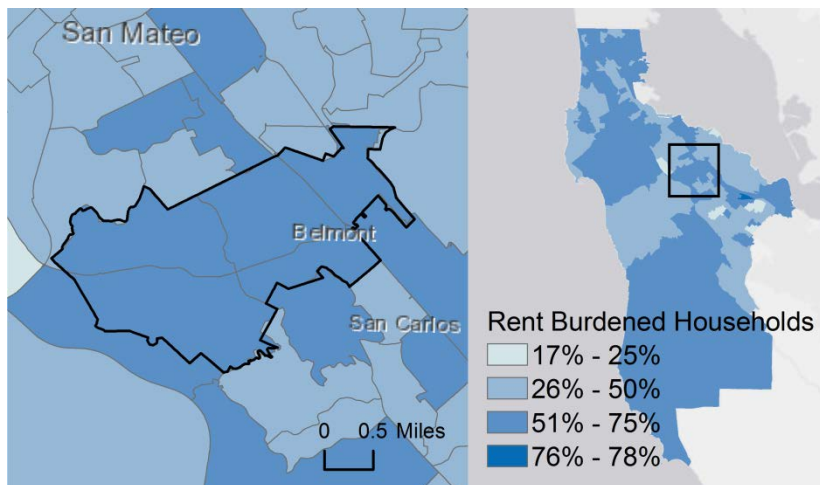 San Mateo
Belmont
San Carlos
0 0.5 Miles
Rent Burdened Households
17% - 25%
26% - 50%
51% - 75%
76% - 78%